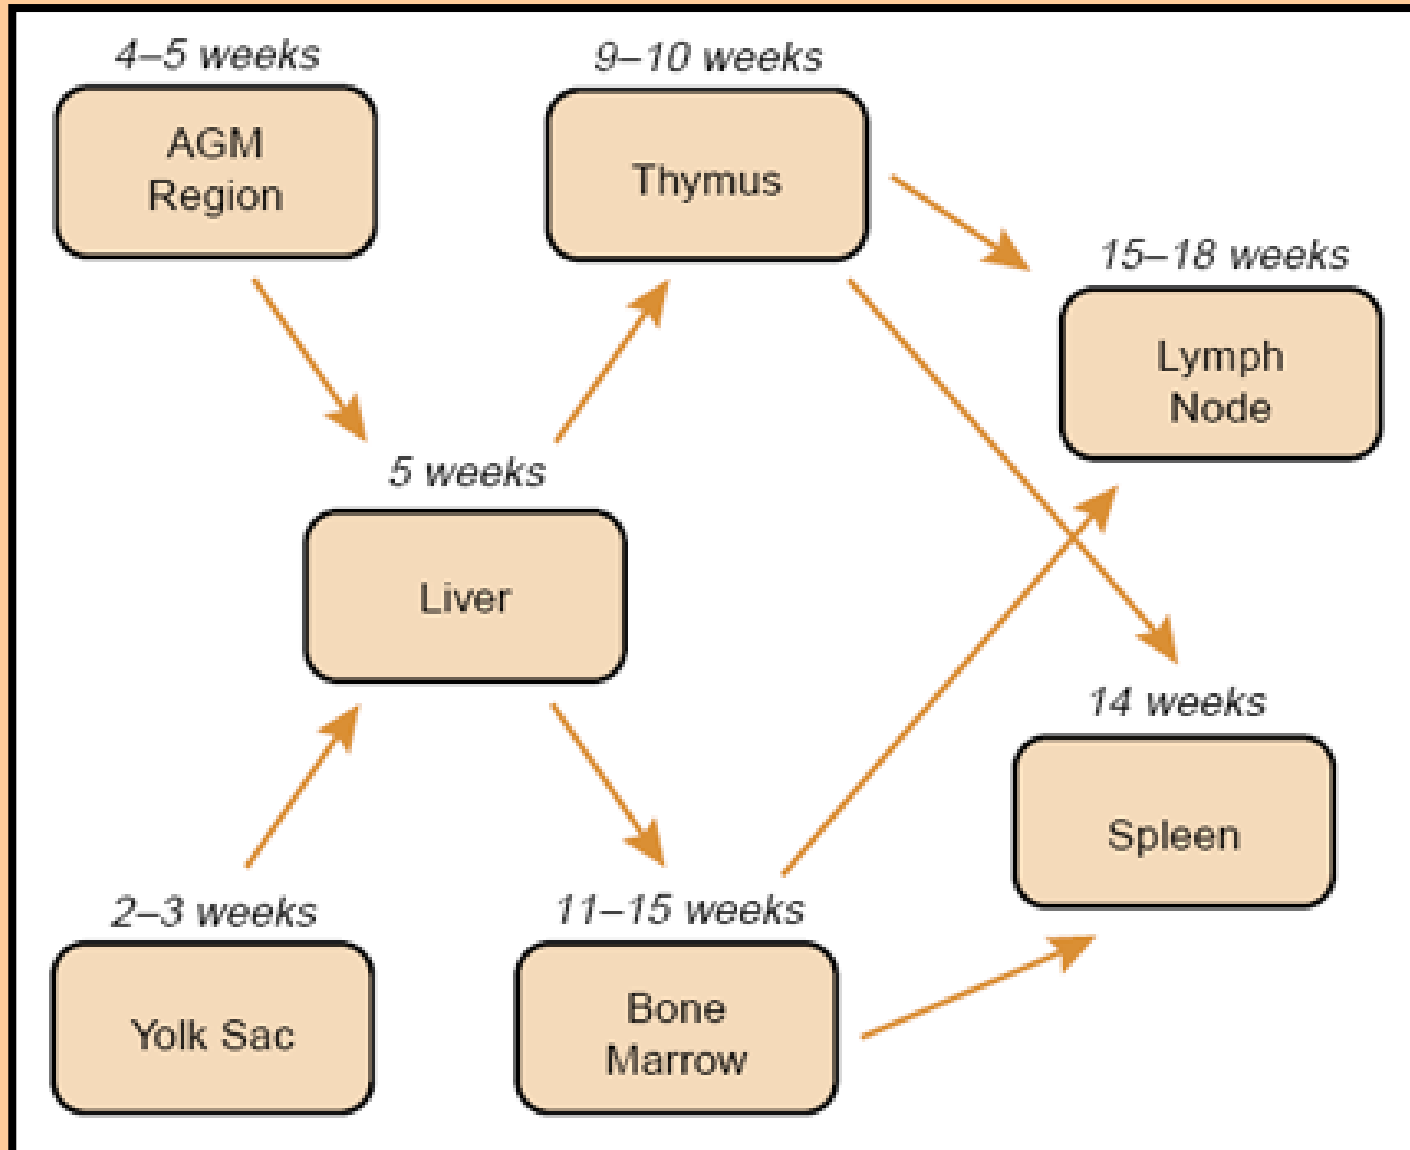 4–5 weeks
AGM
Region
9–10 weeks
Thymus
15–18 weeks
Lymph
Node
5 weeks
Liver
14 weeks
Spleen
2–3 weeks
Yolk Sac
11–15 weeks
Bone
Marrow